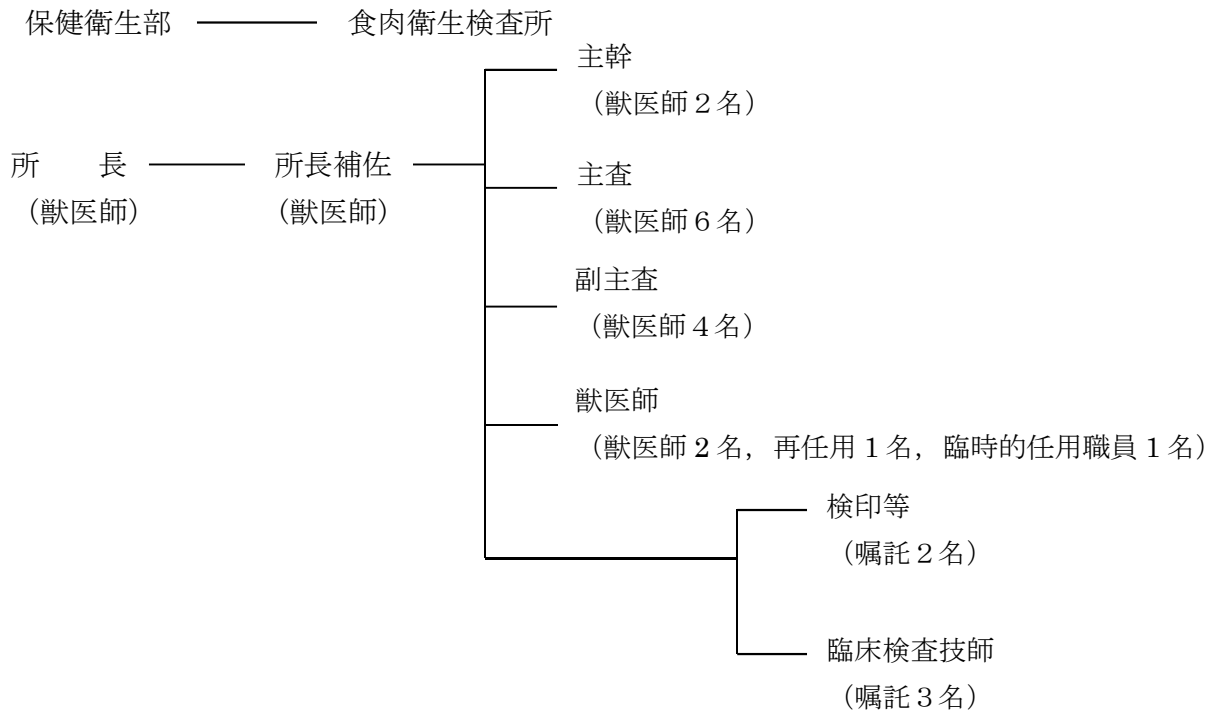 保健衛生部 食肉衛生検査所
主幹
（獣医師２名）
所　　長 所長補佐
（獣医師） （獣医師）
主査
（獣医師６名）
副主査
（獣医師４名）
獣医師
（獣医師 2 名，再任用 1 名，臨時的任用職員 1 名）
検印等
（嘱託２名）
臨床検査技師
（嘱託３名）